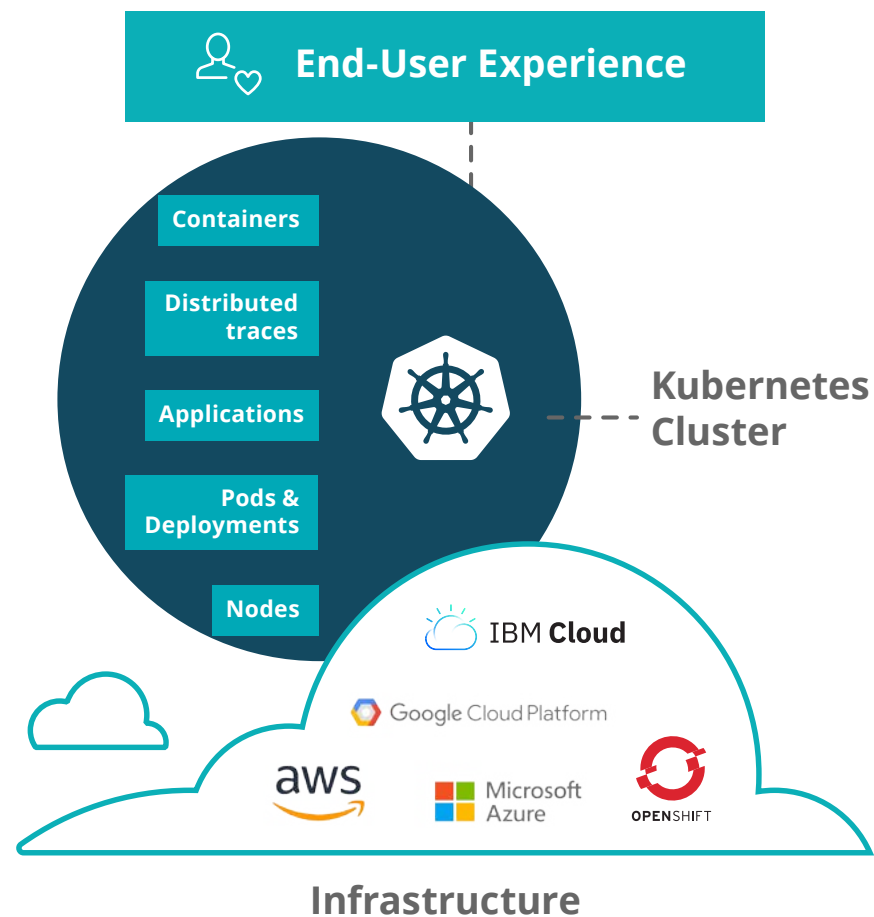 End-User Experience
Containers
Distributed
traces
Applications
Pods &
Deployments
Nodes
Kubernetes
Cluster
IBM Cloud
Google Cloud Platform
aws
Microsoft
Azure
OPENSHIFT
Infrastructure